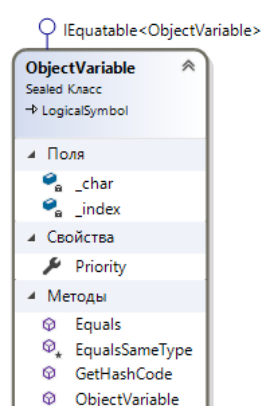 IEquatable<ObjectVariable>
ObjectVariable
Sealed Класс
LogicalSymbol
Поля
_char
_index
Свойства
Priority
Методы
Equals
EqualsSameType
GetHashCode
ObjectVariable